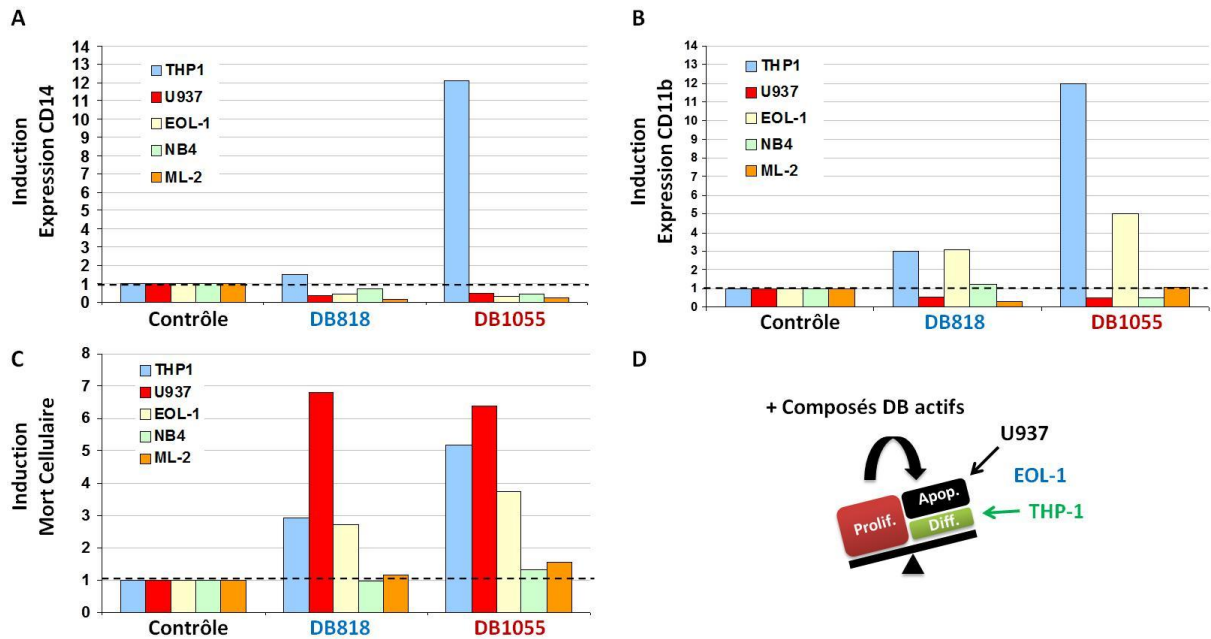 A
Induction
Expression CD14
14
13
12
11
10
9
8
7
6
5
4
3
2
1
0
THP1
U937
EOL-1
NB4
ML-2
Contrôle
DB818
DB1055
B
Induction
Expression CD11b
14
13
12
11
10
9
8
7
6
5
4
3
2
1
0
THP1
U937
EOL-1
NB4
ML-2
Contrôle
DB818
DB1055
C
Induction
Mort Cellulaire
8
7
6
5
4
3
2
1
0
THP1
U937
EOL-1
NB4
ML-2
Contrôle
DB818
DB1055
D
+ Composés DB actifs
U937
EOL-1
THP-1
Prolif.
Apop.
Diff.